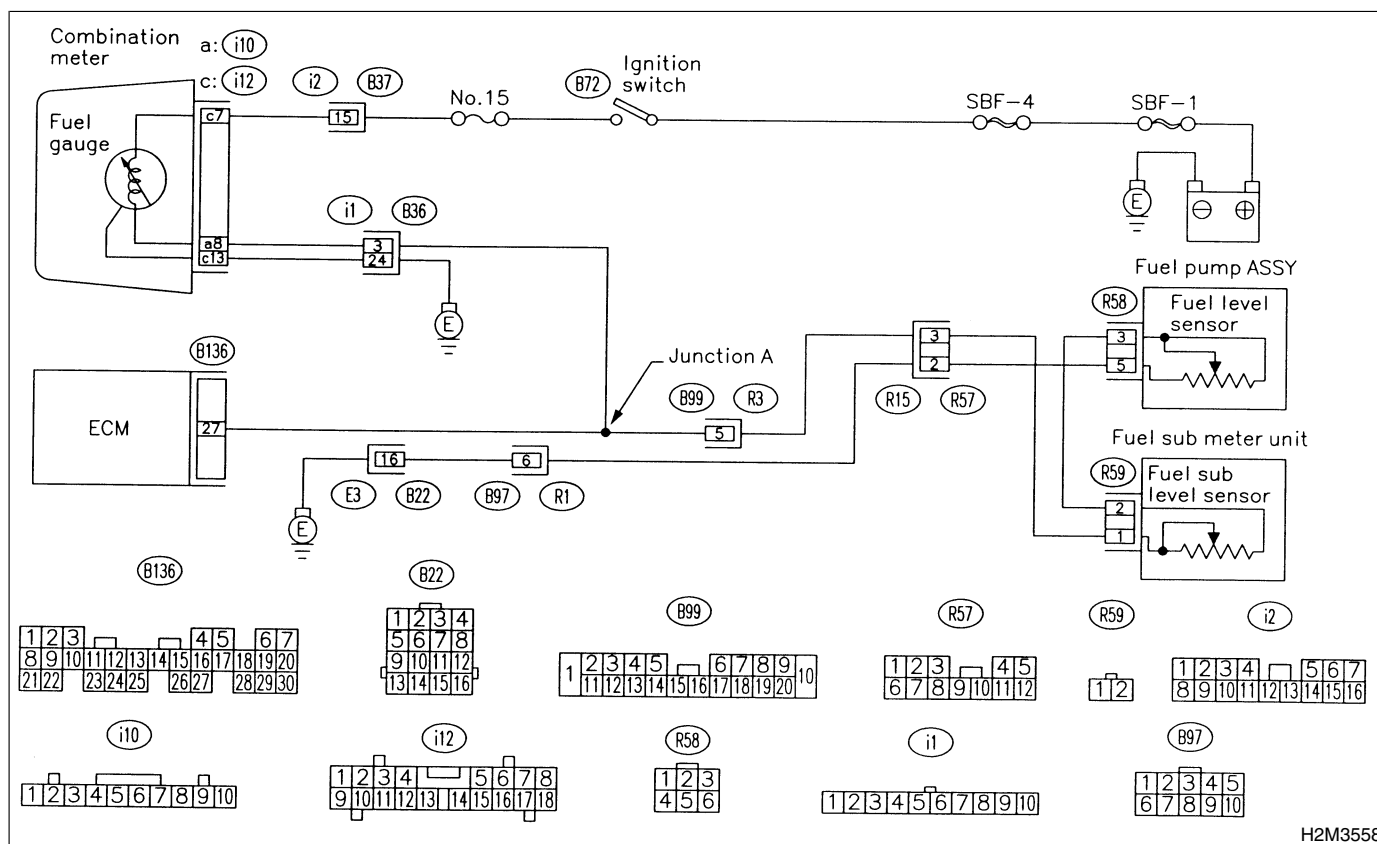 Combination
meter
a: i10
c: i12
i2
B37
No.15
B72
Ignition
switch
SBF-4
SBF-1
Fuel
gauge
c7
15
E
i1
B36
a8
c13
3
24
E
Fuel pump ASSY
R58
Fuel level
sensor
3
5
B136
ECM
27
Junction A
B99
R3
5
3
2
R15
R57
Fuel sub meter unit
R59
Fuel sub
level sensor
2
1
16
6
E3
B22
B97
R1
E
B136
1 2 3 4 5 6 7
8 9 10 11 12 13 14 15 16 17 18 19 20
21 22 23 24 25 26 27 28 29 30
B22
1 2 3 4
5 6 7 8
9 10 11 12
13 14 15 16
B99
1 2 3 4 5 6 7 8 9 10
11 12 13 14 15 16 17 18 19 20
R57
1 2 3 4 5
6 7 8 9 10 11 12
R59
1 2
i2
1 2 3 4 5 6 7
8 9 10 11 12 13 14 15 16
i10
1 2 3 4 5 6 7 8 9 10
i12
1 2 3 4 5 6 7 8
9 10 11 12 13 14 15 16 17 18
R58
1 2 3
4 5 6
i1
1 2 3 4 5 6 7 8 9 10
B97
1 2 3 4 5
6 7 8 9 10
H2M3558